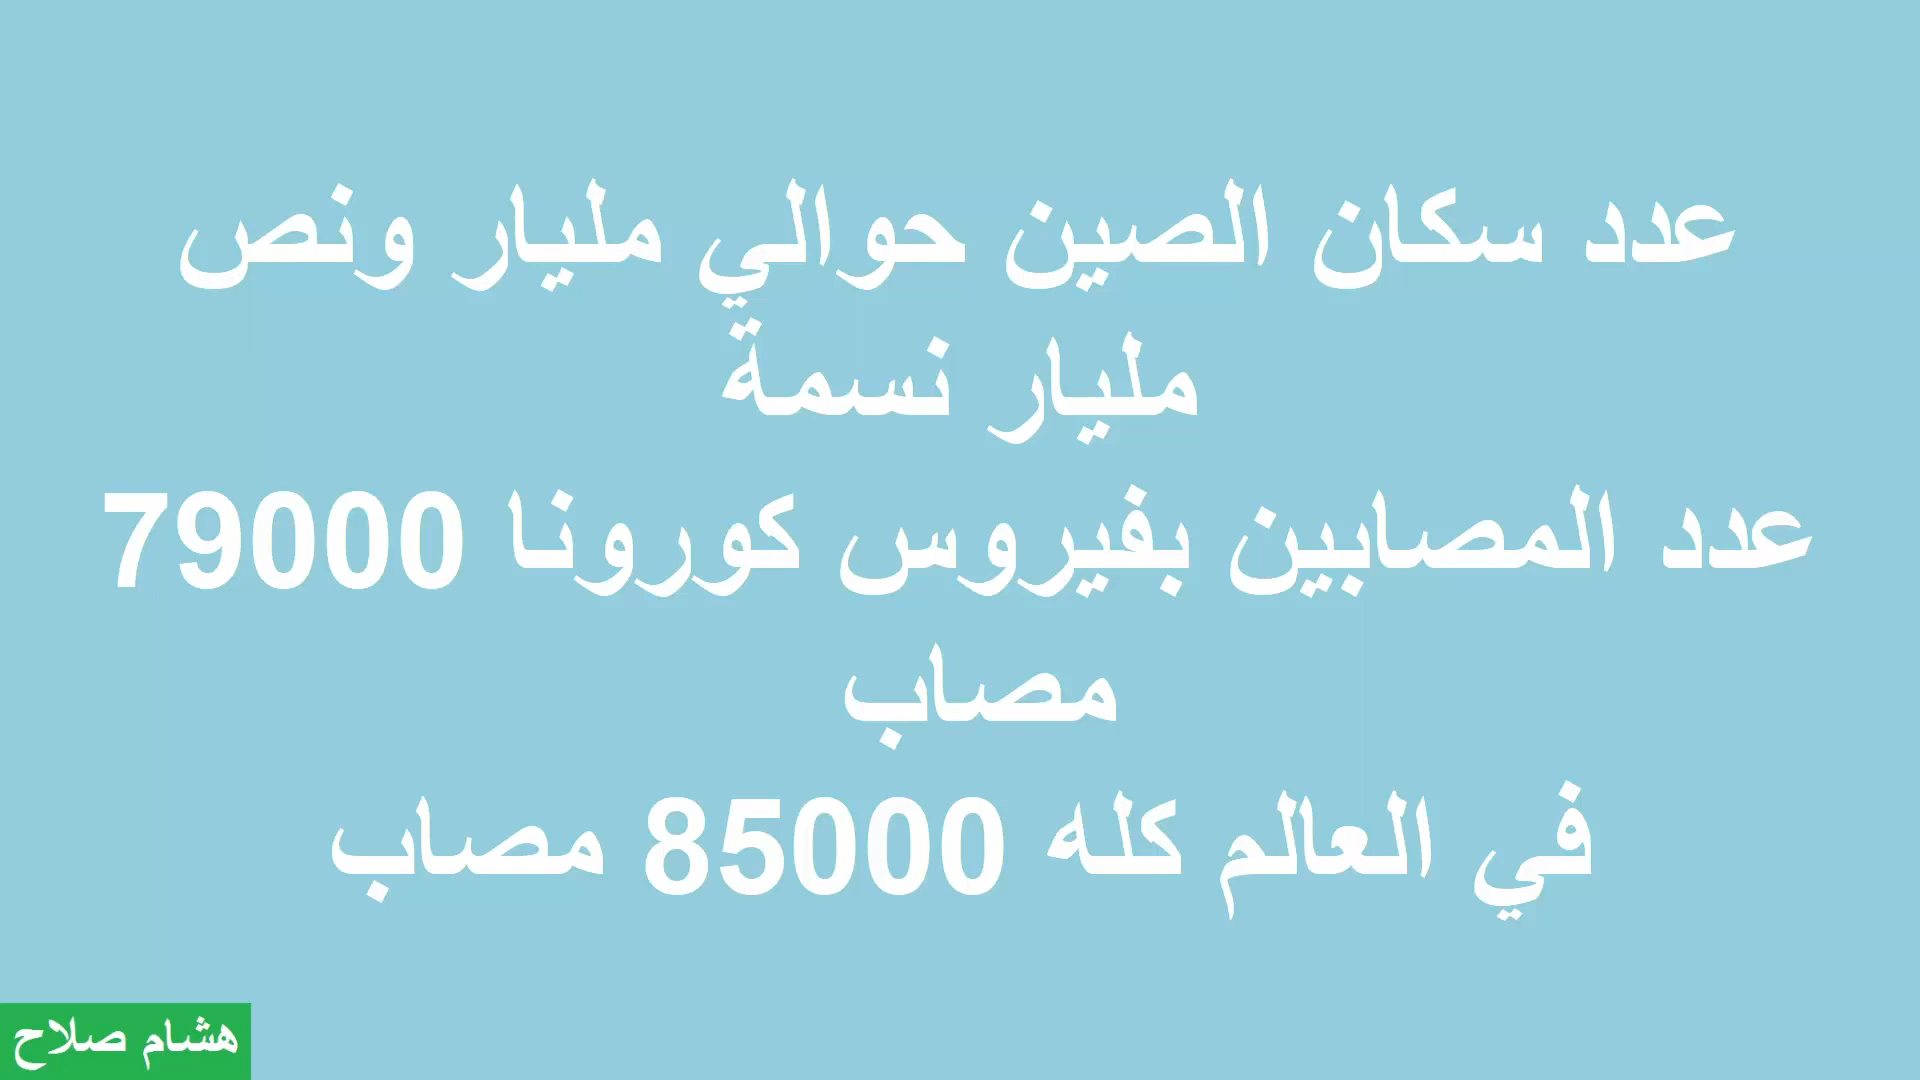 عدد سكان الصين حوالي مليار ونص
مليار نسمة
عدد المصابين بفيروس كورونا 79000
مصاب
في العالم كله 85000 مصاب
هشام صلاح